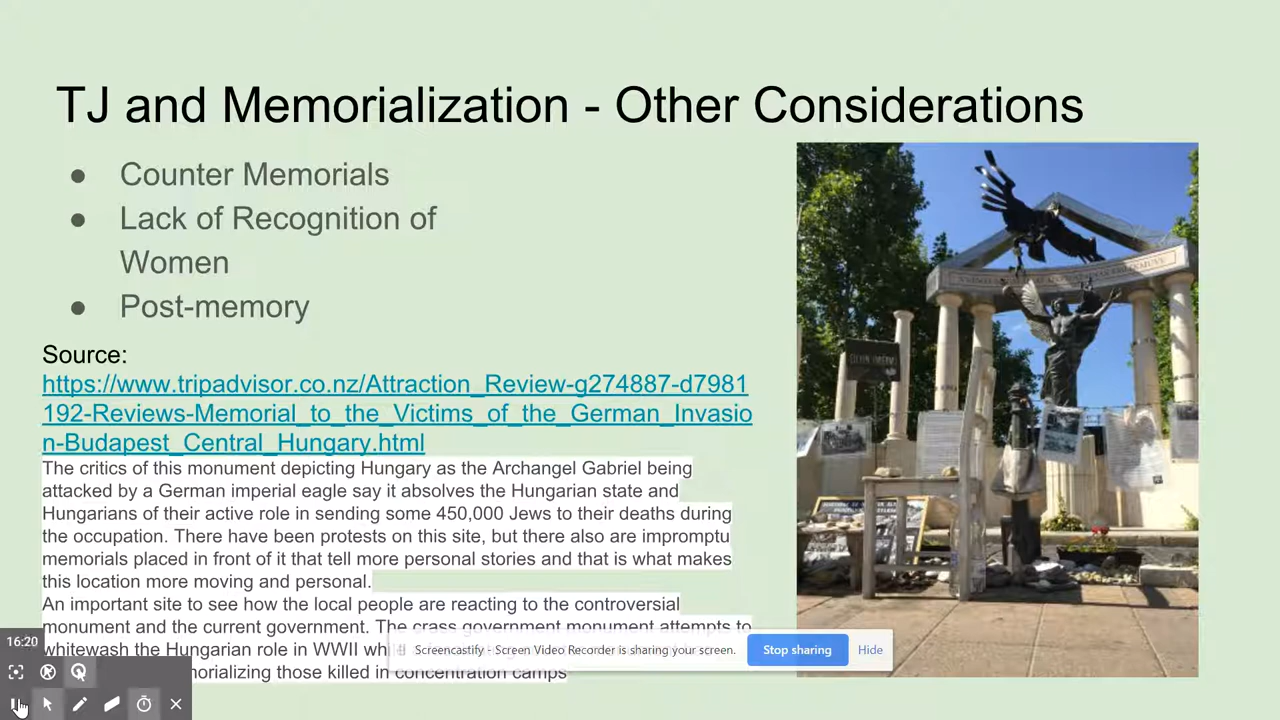 TJ and Memorialization - Other Considerations
● Counter Memorials
● Lack of Recognition of
Women
● Post-memory
Source:
https://www.tripadvisor.co.nz/Attraction_Review-g274887-d7981
192-Reviews-Memorial_to_the_Victims_of_the_German_Invasio
n-Budapest_Central_Hungary.html
The critics of this monument depicting Hungary as the Archangel Gabriel being
attacked by a German imperial eagle say it absolves the Hungarian state and
Hungarians of their active role in sending some 450,000 Jews to their deaths during
the occupation. There have been protests on this site, but there also are impromptu
memorials placed in front of it that tell more personal stories and that is what makes
this location more moving and personal.
An important site to see how the local people are reacting to the controversial
monument and the current government. The crass government monument attempts to
whitewash the Hungarian role in WWII
those killed in concentration camps
16:20
Screencastify - Screen Video Recorder is sharing your screen.
Stop sharing
Hide